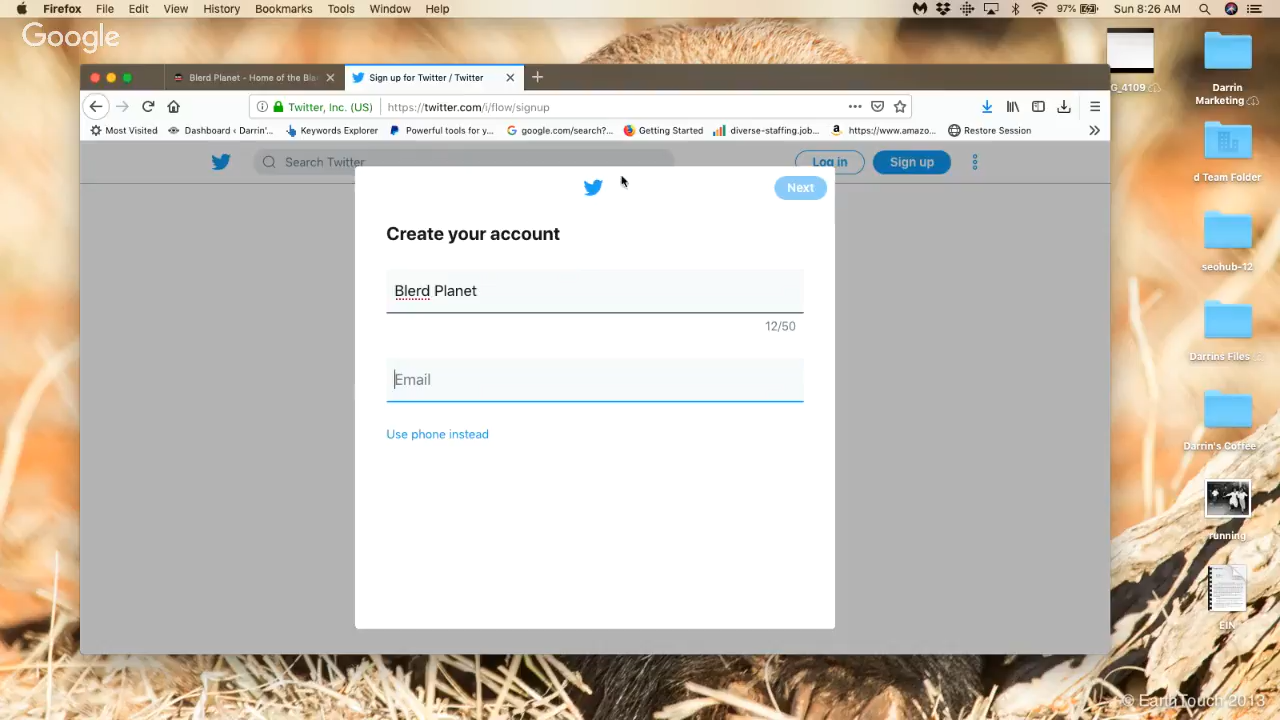 Firefox File Edit View History Bookmarks Tools Window Help 97% Sun 8:26 AM
Google
Blerd Planet - Home of the Bla
Sign up for Twitter / Twitter
Twitter, Inc. (US) https://twitter.com/i/flow/signup
Most Visited Dashboard ‹ Darrin'... Keywords Explorer Powerful tools for y... google.com/search?... Getting Started diverse-staffing.job... https://www.amazo... Restore Session
Search Twitter Log in Sign up
Next
Create your account
Blerd Planet
12/50
Email
Use phone instead
G_4109
Darrin
Marketing
d Team Folder
seohub-12
Darrins Files
Darrin's Coffee
running
EIN
© EarthTouch 2013